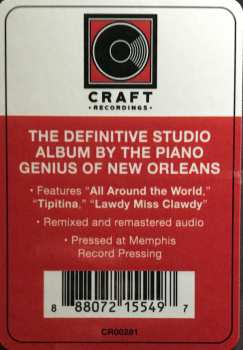 CRAFT
• RECORDINGS •
THE DEFINITIVE STUDIO
ALBUM BY THE PIANO
GENIUS OF NEW ORLEANS
• Features "All Around the World,"
"Tipitina," "Lawdy Miss Clawdy"
• Remixed and remastered audio
• Pressed at Memphis
Record Pressing
8 88072 15549 7
CR00281